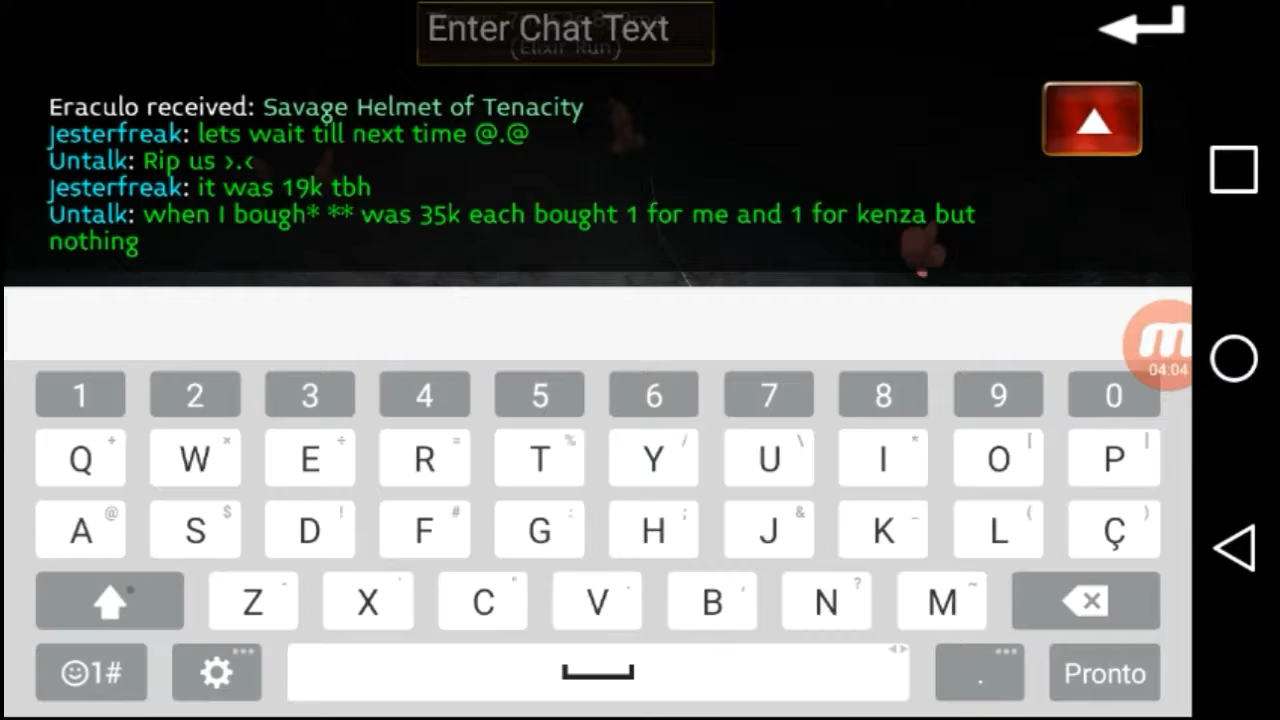 Enter Chat Text
(Elixir Run)
Eraculo received: Savage Helmet of Tenacity
Jesterfreak: lets wait till next time @.@
Untalk: Rip us >.<
Jesterfreak: it was 19k tbh
Untalk: when I bough* ** was 35k each bought 1 for me and 1 for kenza but
nothing
04:04
1 2 3 4 5 6 7 8 9 0
Q + W × E ÷ R = T % Y / U \ I * O [ P ]
A @ S $ D ! F # G : H ; J & K _ L ( Ç )
Z - X ' C " V . B , N ? M ~
☺1# ... ... . Pronto